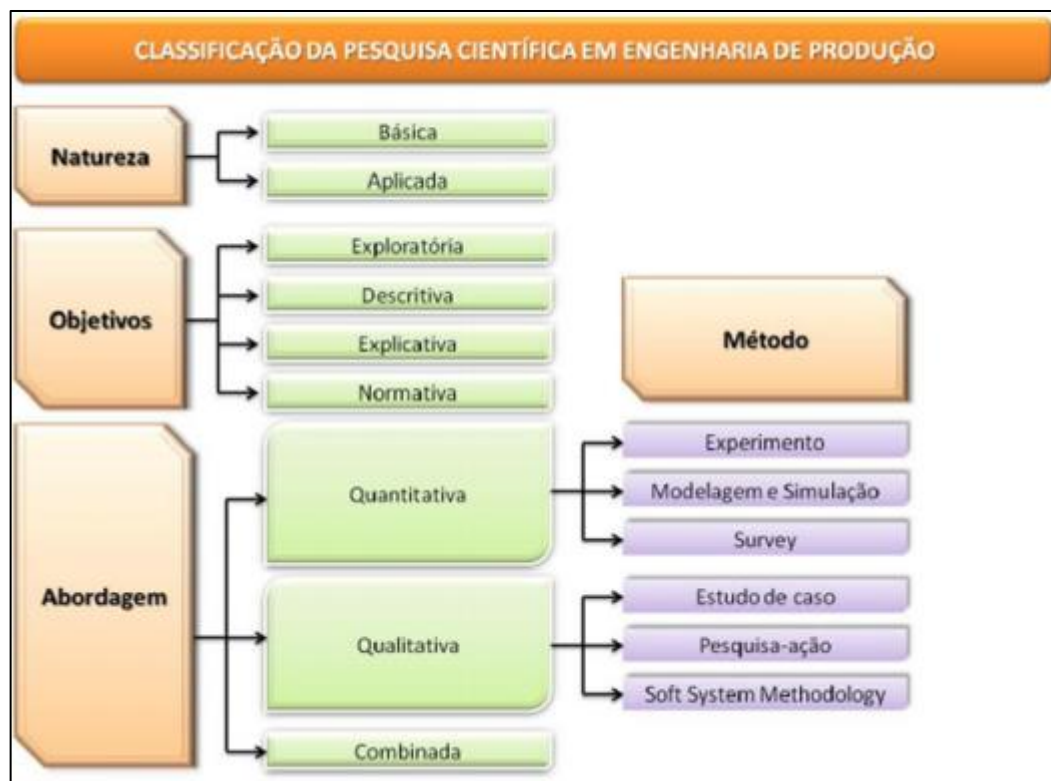 CLASSIFICAÇÃO DA PESQUISA CIENTÍFICA EM ENGENHARIA DE PRODUÇÃO
Natureza
Básica
Aplicada
Objetivos
Exploratória
Descritiva
Explicativa
Normativa
Método
Abordagem
Quantitativa
Experimento
Modelagem e Simulação
Survey
Qualitativa
Estudo de caso
Pesquisa-ação
Soft System Methodology
Combinada